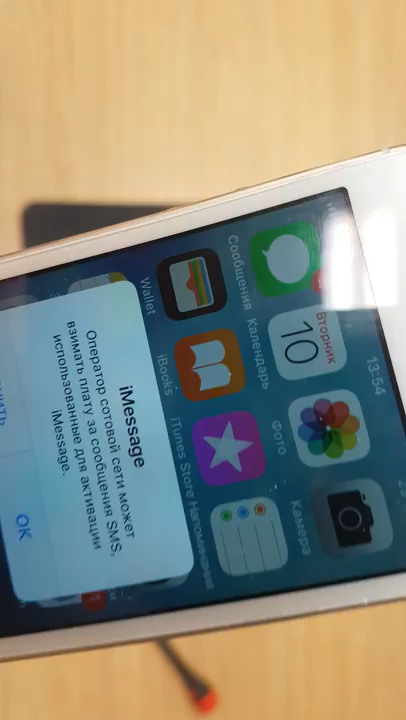 13:54
Сообщения
Вторник
10
Календарь
Фото
Камера
Wallet
iBooks
iTunes Store
Напоминания
iMessage
Оператор сотовой сети может
взимать плату за сообщения SMS,
использованные для активации
iMessage.
OK